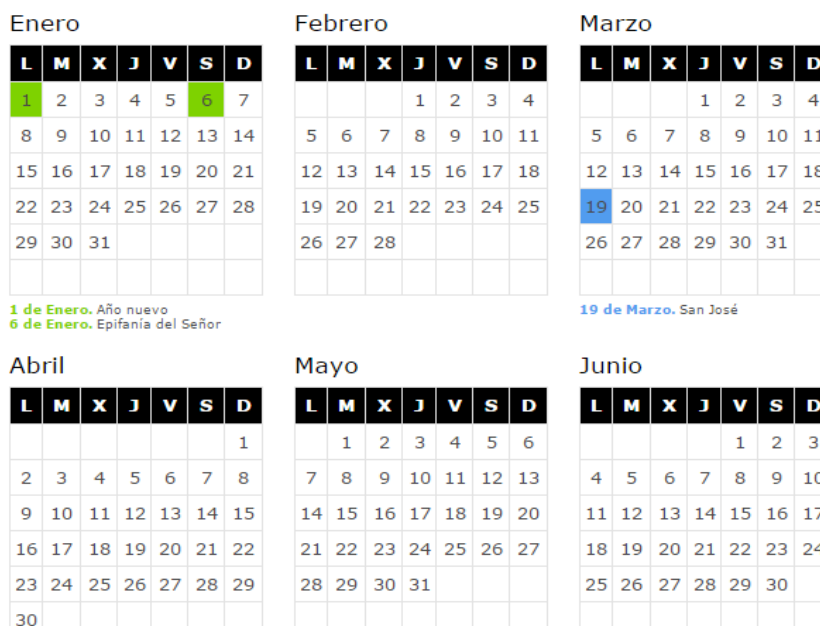 Enero
L M X J V S D
1 2 3 4 5 6 7
8 9 10 11 12 13 14
15 16 17 18 19 20 21
22 23 24 25 26 27 28
29 30 31
1 de Enero. Año nuevo
6 de Enero. Epifanía del Señor
Febrero
L M X J V S D
1 2 3 4
5 6 7 8 9 10 11
12 13 14 15 16 17 18
19 20 21 22 23 24 25
26 27 28
Marzo
L M X J V S D
1 2 3 4
5 6 7 8 9 10 11
12 13 14 15 16 17 18
19 20 21 22 23 24 25
26 27 28 29 30 31
19 de Marzo. San José
Abril
L M X J V S D
1
2 3 4 5 6 7 8
9 10 11 12 13 14 15
16 17 18 19 20 21 22
23 24 25 26 27 28 29
30
Mayo
L M X J V S D
1 2 3 4 5 6
7 8 9 10 11 12 13
14 15 16 17 18 19 20
21 22 23 24 25 26 27
28 29 30 31
Junio
L M X J V S D
1 2 3
4 5 6 7 8 9 10
11 12 13 14 15 16 17
18 19 20 21 22 23 24
25 26 27 28 29 30